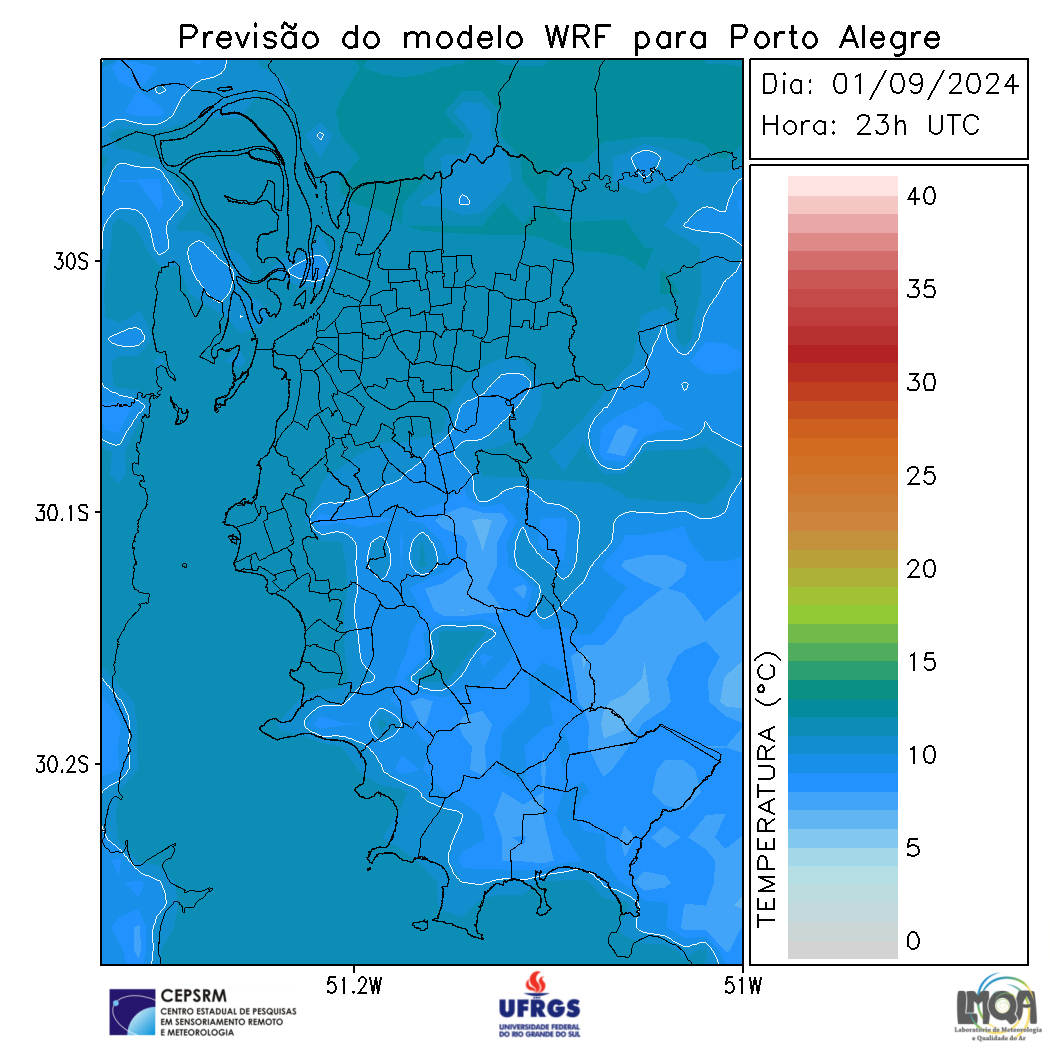 Previsão do modelo WRF para Porto Alegre
Dia: 01/09/2024
Hora: 23h UTC
40
35
30
25
20
15
10
5
0
TEMPERATURA (°C)
30S
30.1S
30.2S
51.2W
51W
CEPSRM
CENTRO ESTADUAL DE PESQUISAS
EM SENSORIAMENTO REMOTO
E METEOROLOGIA
UFRGS
UNIVERSIDADE FEDERAL
DO RIO GRANDE DO SUL
LMQA
Laboratório de Meteorologia
e Qualidade do Ar